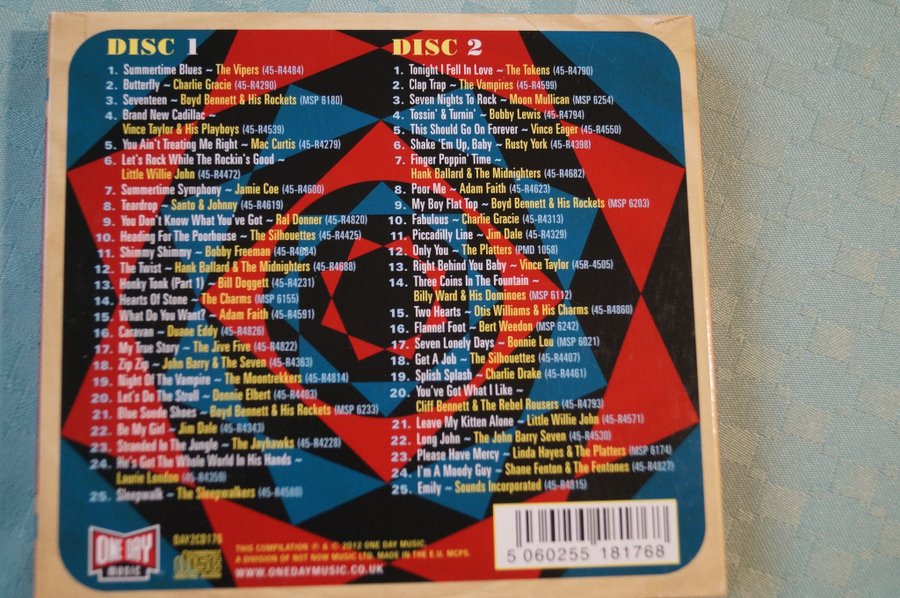 DISC 1
1. Summertime Blues ~ The Vipers (45-R4484)
2. Butterfly ~ Charlie Gracie (45-R4290)
3. Seventeen ~ Boyd Bennett & His Rockets (MSP 6180)
4. Brand New Cadillac ~
Vince Taylor & His Playboys (45-R4539)
5. You Ain't Treating Me Right ~ Mac Curtis (45-R4279)
6. Let's Rock While The Rockin's Good ~
Little Willie John (45-R4472)
7. Summertime Symphony ~ Jamie Coe (45-R4600)
8. Teardrop ~ Santo & Johnny (45-R4619)
9. You Don't Know What You've Got ~ Ral Donner (45-R4820)
10. Heading For The Poorhouse ~ The Silhouettes (45-R4425)
11. Shimmy Shimmy ~ Bobby Freeman (45-R4684)
12. The Twist ~ Hank Ballard & The Midnighters (45-R4688)
13. Honky Tonk (Part 1) ~ Bill Doggett (45-R4231)
14. Hearts Of Stone ~ The Charms (MSP 6155)
15. What Do You Want? ~ Adam Faith (45-R4591)
16. Caravan ~ Duane Eddy (45-R4826)
17. My True Story ~ The Jive Five (45-R4822)
18. Zip Zip ~ John Barry & The Seven (45-R4363)
19. Night Of The Vampire ~ The Moontrekkers (45-R4814)
20. Let's Do The Stroll ~ Donnie Elbert (45-R4403)
21. Blue Suede Shoes ~ Boyd Bennett & His Rockets (MSP 6233)
22. Be My Girl ~ Jim Dale (45-R4343)
23. Stranded In The Jungle ~ The Jayhawks (45-R4228)
24. He's Got The Whole World In His Hands ~
Laurie London (45-R4359)
25. Sleepwalk ~ The Sleepwalkers (45-R4580)
DISC 2
1. Tonight I Fell In Love ~ The Tokens (45-R4790)
2. Clap Trap ~ The Vampires (45-R4599)
3. Seven Nights To Rock ~ Moon Mullican (MSP 6254)
4. Tossin' & Turnin' ~ Bobby Lewis (45-R4794)
5. This Should Go On Forever ~ Vince Eager (45-R4550)
6. Shake 'Em Up, Baby ~ Rusty York (45-R4398)
7. Finger Poppin' Time ~
Hank Ballard & The Midnighters (45-R4682)
8. Poor Me ~ Adam Faith (45-R4623)
9. My Boy Flat Top ~ Boyd Bennett & His Rockets (MSP 6203)
10. Fabulous ~ Charlie Gracie (45-R4313)
11. Piccadilly Line ~ Jim Dale (45-R4329)
12. Only You ~ The Platters (PMD 1058)
13. Right Behind You Baby ~ Vince Taylor (45R-4505)
14. Three Coins In The Fountain ~
Billy Ward & His Dominoes (MSP 6112)
15. Two Hearts ~ Otis Williams & His Charms (45-R4860)
16. Flannel Foot ~ Bert Weedon (MSP 6242)
17. Seven Lonely Days ~ Bonnie Lou (MSP 6021)
18. Get A Job ~ The Silhouettes (45-R4407)
19. Splish Splash ~ Charlie Drake (45-R4461)
20. You've Got What I Like ~
Cliff Bennett & The Rebel Rousers (45-R4793)
21. Leave My Kitten Alone ~ Little Willie John (45-R4571)
22. Long John ~ The John Barry Seven (45-R4530)
23. Please Have Mercy ~ Linda Hayes & The Platters (MSP 6174)
24. I'm A Moody Guy ~ Shane Fenton & The Fentones (45-R4827)
25. Emily ~ Sounds Incorporated (45-R4815)
ONE DAY
MUSIC
DAY2CD176
DISC
THIS COMPILATION ℗ & © 2012 ONE DAY MUSIC,
A DIVISION OF NOT NOW MUSIC LTD. MADE IN THE E.U. MCPS.
WWW.ONEDAYMUSIC.CO.UK
5 060255 181768